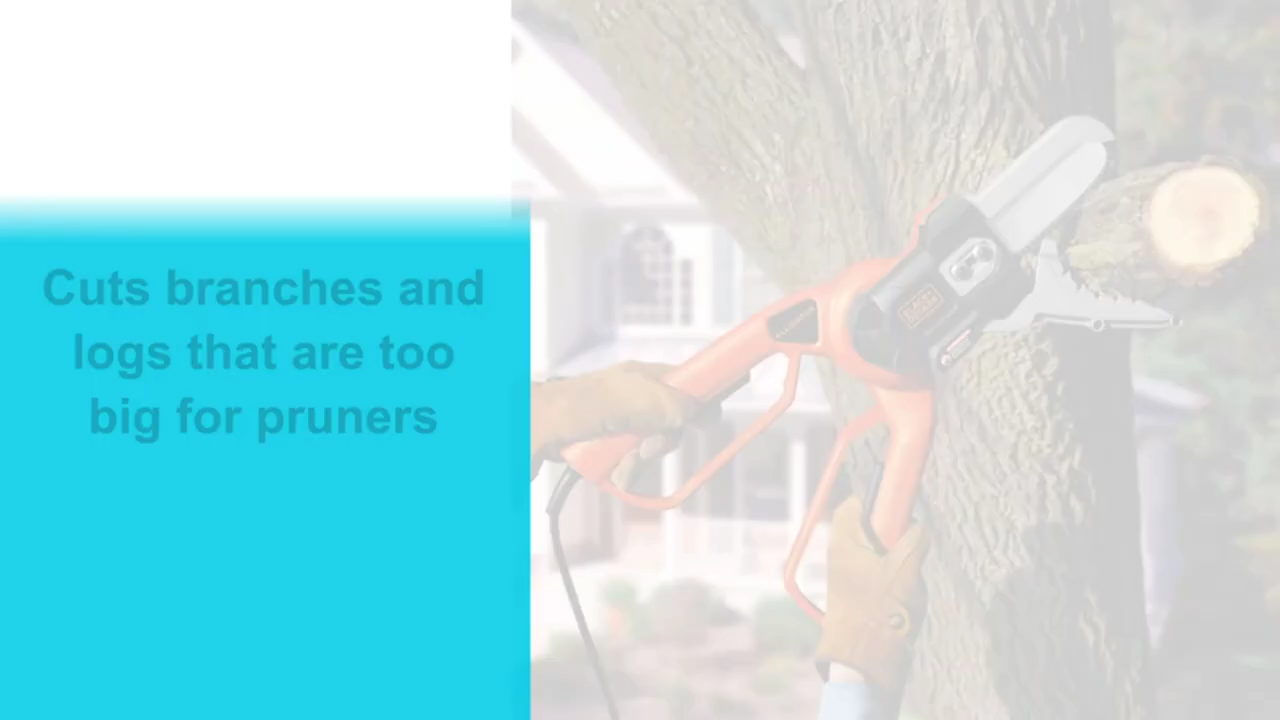 Cuts branches and
logs that are too
big for pruners